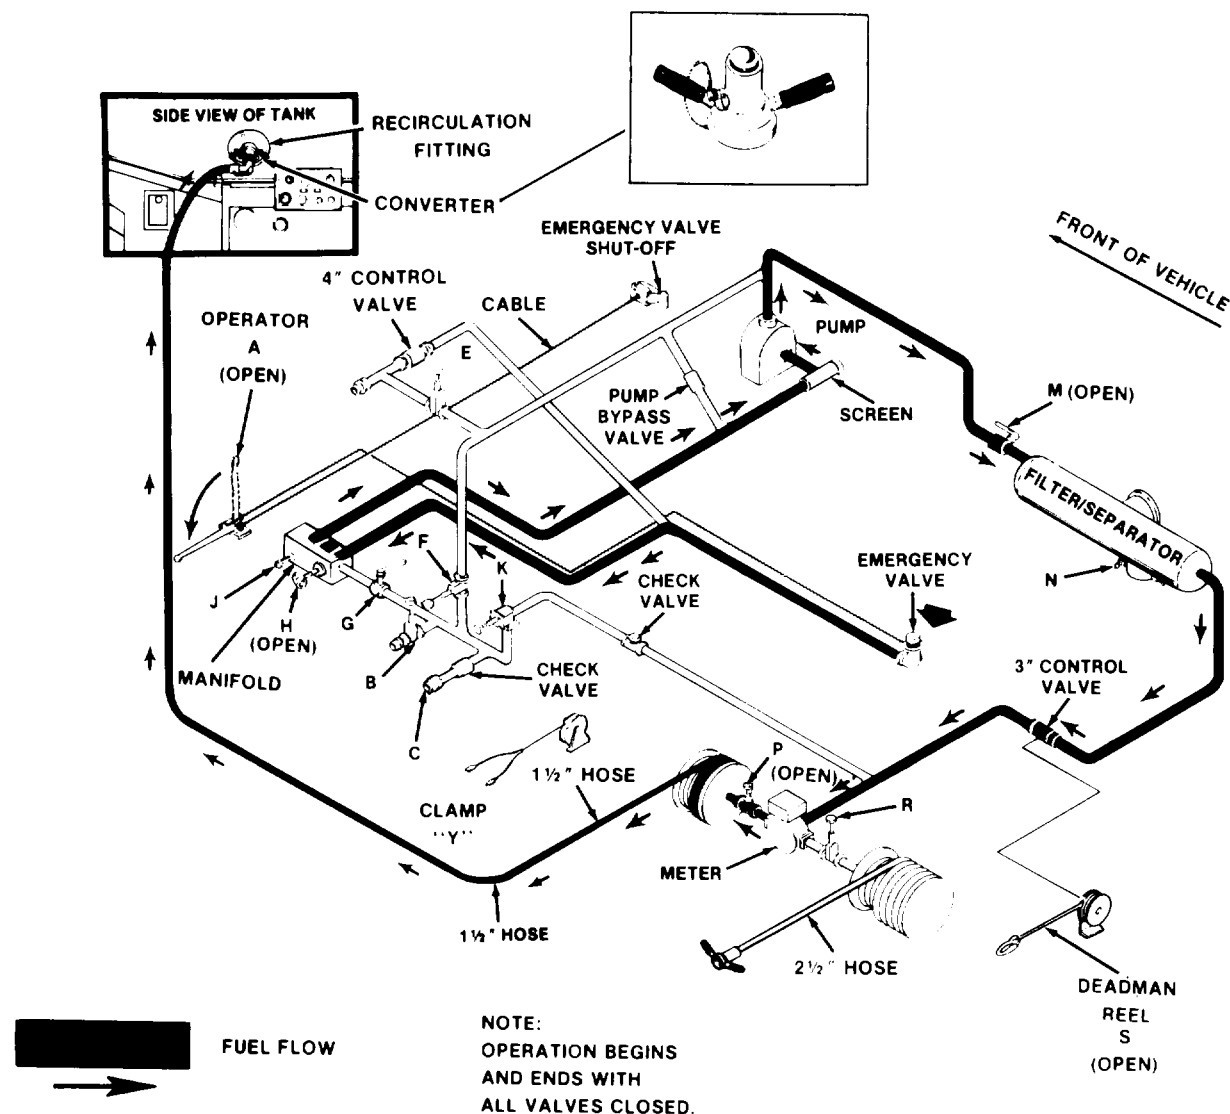 SIDE VIEW OF TANK
RECIRCULATION
FITTING
CONVERTER
EMERGENCY VALVE
SHUT-OFF
FRONT OF VEHICLE
4" CONTROL
VALVE
CABLE
OPERATOR
A
(OPEN)
E
PUMP
PUMP
BYPASS
VALVE
SCREEN
M (OPEN)
FILTER/SEPARATOR
N
EMERGENCY
VALVE
F
K
CHECK
VALVE
J
H
(OPEN)
G
MANIFOLD
B
C
CHECK
VALVE
3" CONTROL
VALVE
P
(OPEN)
R
1½" HOSE
CLAMP
"Y"
METER
1½" HOSE
2½" HOSE
DEADMAN
REEL
S
(OPEN)
FUEL FLOW
NOTE:
OPERATION BEGINS
AND ENDS WITH
ALL VALVES CLOSED.